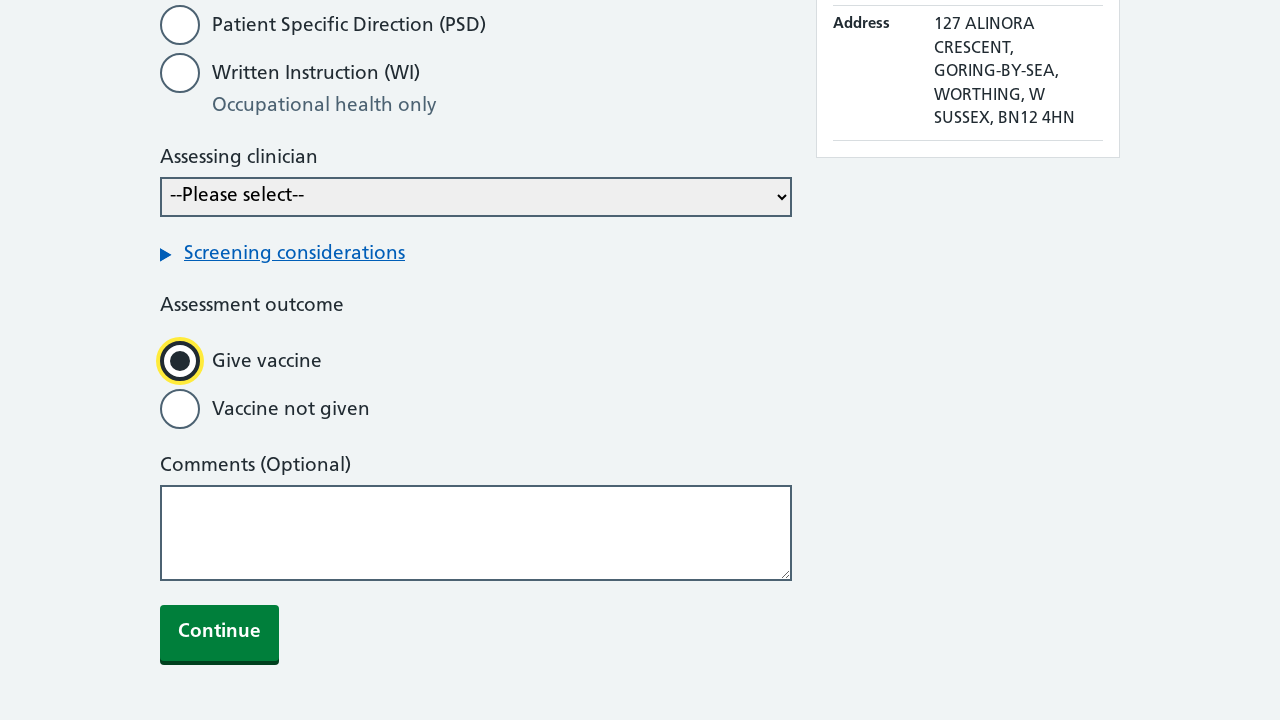 Patient Specific Direction (PSD)
Written Instruction (WI)
Occupational health only
Assessing clinician
--Please select--
Screening considerations
Assessment outcome
Give vaccine
Vaccine not given
Comments (Optional)
Continue
Address
127 ALINORA
CRESCENT,
GORING-BY-SEA,
WORTHING, W
SUSSEX, BN12 4HN